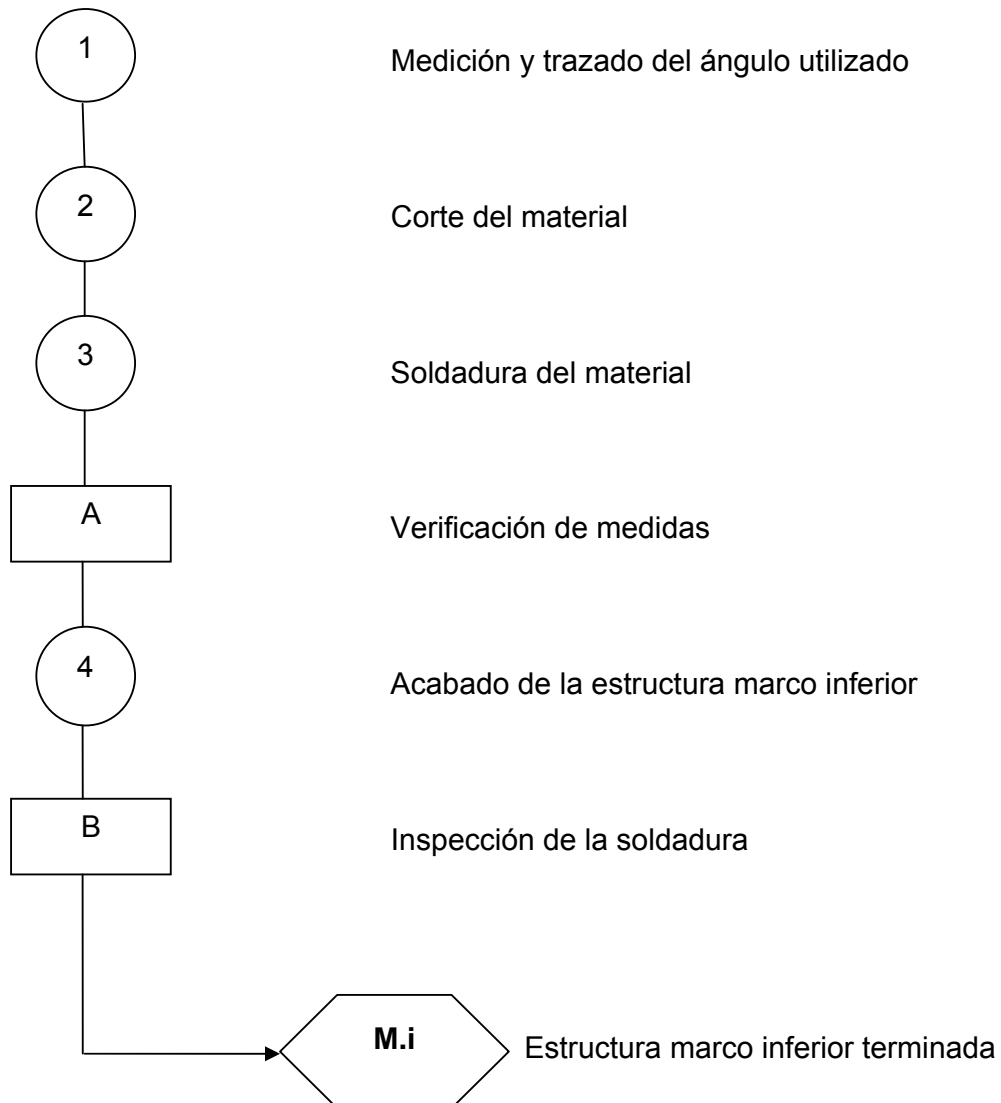 1
Medición y trazado del ángulo utilizado
2
Corte del material
3
Soldadura del material
A
Verificación de medidas
4
Acabado de la estructura marco inferior
B
Inspección de la soldadura
M.i
Estructura marco inferior terminada